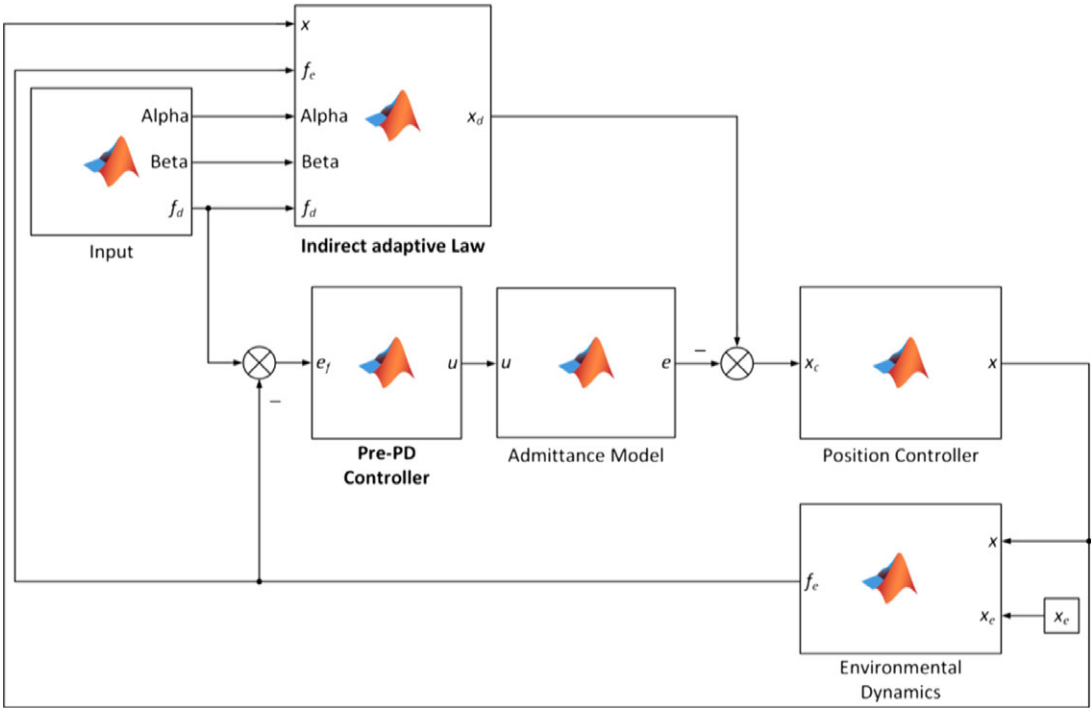 x
fe
Alpha
Alpha
xd
Beta
Beta
fd
fd
Input
Indirect adaptive Law
ef
u
u
e
−
xc
x
−
Pre-PD
Controller
Admittance Model
Position Controller
x
fe
xe
xe
Environmental
Dynamics